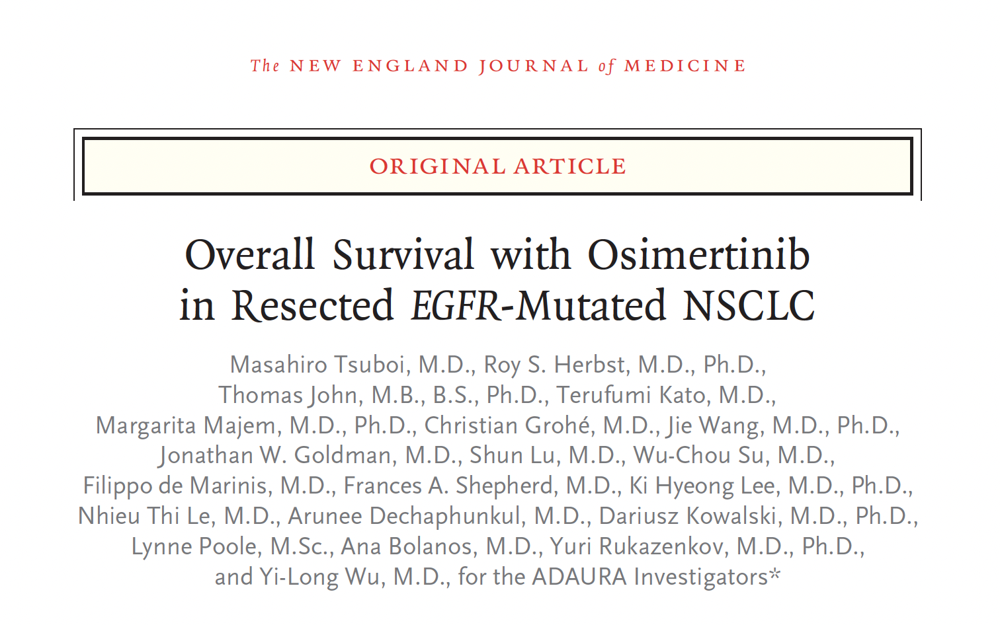 The NEW ENGLAND JOURNAL of MEDICINE
ORIGINAL ARTICLE
Overall Survival with Osimertinib
in Resected EGFR-Mutated NSCLC
Masahiro Tsuboi, M.D., Roy S. Herbst, M.D., Ph.D.,
Thomas John, M.B., B.S., Ph.D., Terufumi Kato, M.D.,
Margarita Majem, M.D., Ph.D., Christian Grohé, M.D., Jie Wang, M.D., Ph.D.,
Jonathan W. Goldman, M.D., Shun Lu, M.D., Wu-Chou Su, M.D.,
Filippo de Marinis, M.D., Frances A. Shepherd, M.D., Ki Hyeong Lee, M.D., Ph.D.,
Nhieu Thi Le, M.D., Arunee Dechaphunkul, M.D., Dariusz Kowalski, M.D., Ph.D.,
Lynne Poole, M.Sc., Ana Bolanos, M.D., Yuri Rukazenkov, M.D., Ph.D.,
and Yi-Long Wu, M.D., for the ADAURA Investigators*